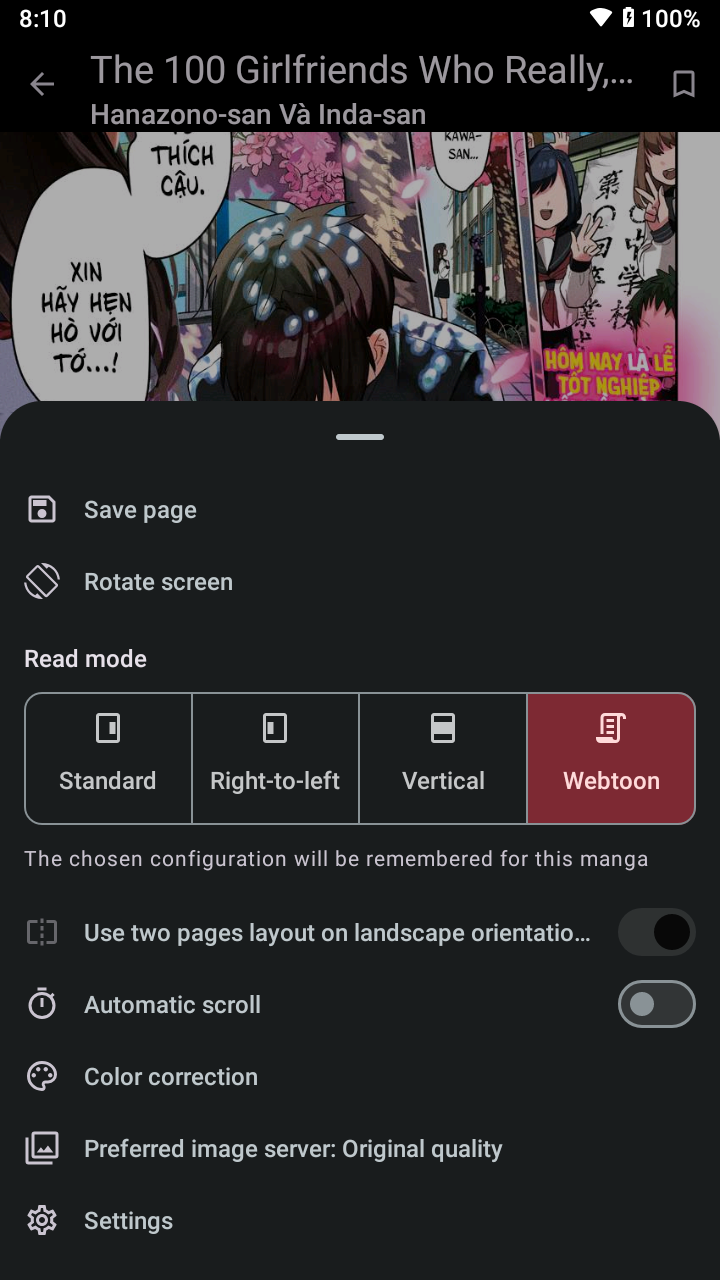 8:10
100%
The 100 Girlfriends Who Really,...
Hanazono-san Và Inda-san
THÍCH
CẬU.
KAWA-
SAN...
XIN
HÃY HẸN
HÒ VỚI
TỚ...!
第
回
中
学
卒
業
校
HÔM NAY LÀ LỄ
TỐT NGHIỆP
Save page
Rotate screen
Read mode
Standard
Right-to-left
Vertical
Webtoon
The chosen configuration will be remembered for this manga
Use two pages layout on landscape orientatio...
Automatic scroll
Color correction
Preferred image server: Original quality
Settings